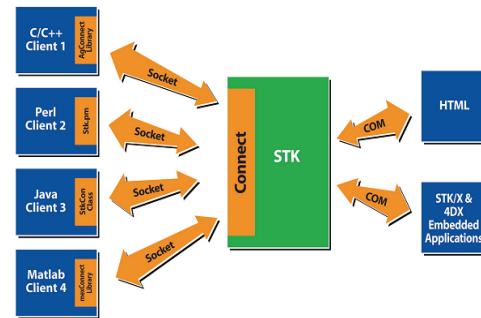 C/C++
Client 1
AgConnect
Library
Socket
Perl
Client 2
Stk.pm
Socket
Java
Client 3
StkCon
Class
Socket
Matlab
Client 4
mexConnect
Library
Socket
Connect
STK
COM
HTML
COM
STK/X &
4DX
Embedded
Applications